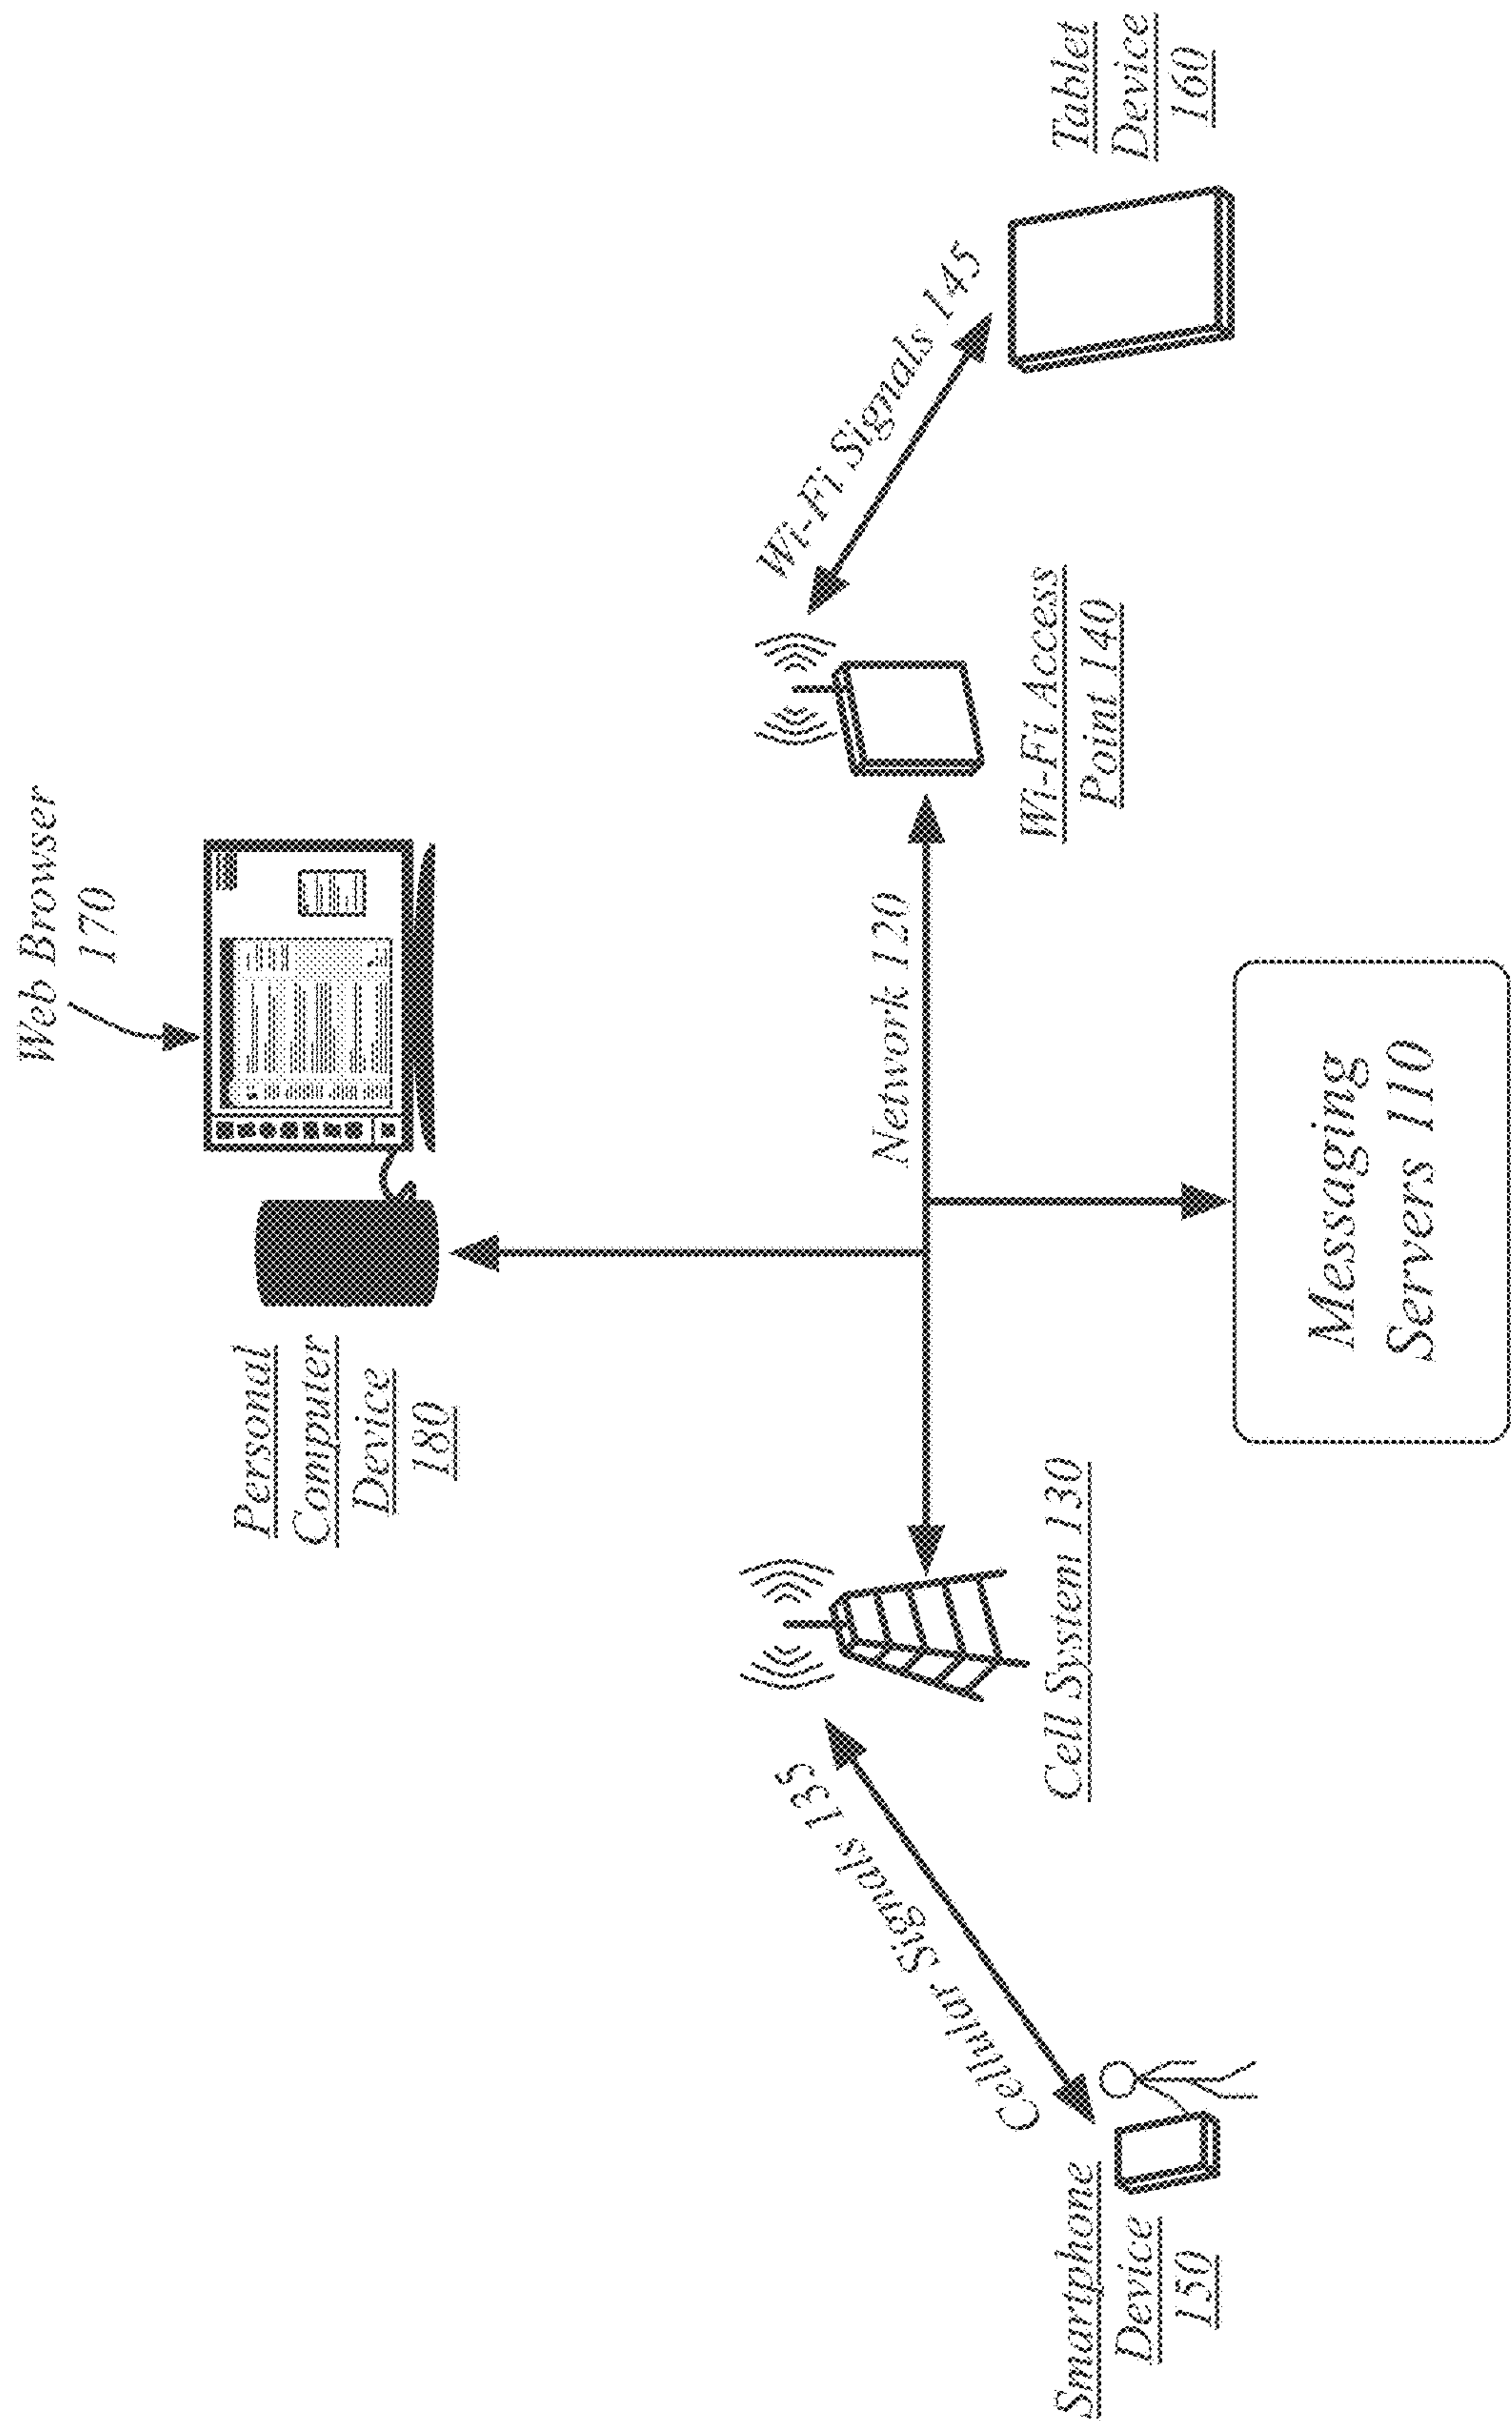 Web Browser
170
Personal
Computer
Device
180
Network 120
Cellular Signals 135
Wi-Fi Signals 145
Smartphone
Device
150
Cell System 130
Wi-Fi Access
Point 140
Tablet
Device
160
Messaging
Servers 110